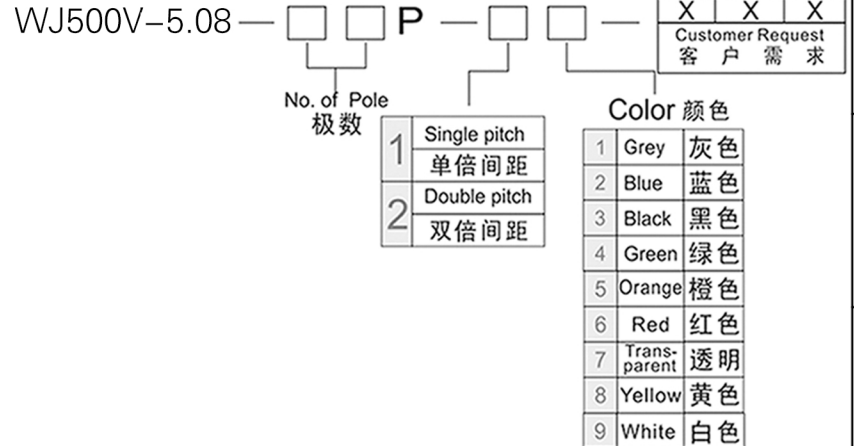 X X X
WJ500V-5.08 P
Customer Request
客户需求
No. of Pole
极数
Color 颜色
1 Single pitch
单倍间距
2 Double pitch
双倍间距
1 Grey 灰色
2 Blue 蓝色
3 Black 黑色
4 Green 绿色
5 Orange 橙色
6 Red 红色
7 Trans-
parent 透明
8 Yellow 黄色
9 White 白色